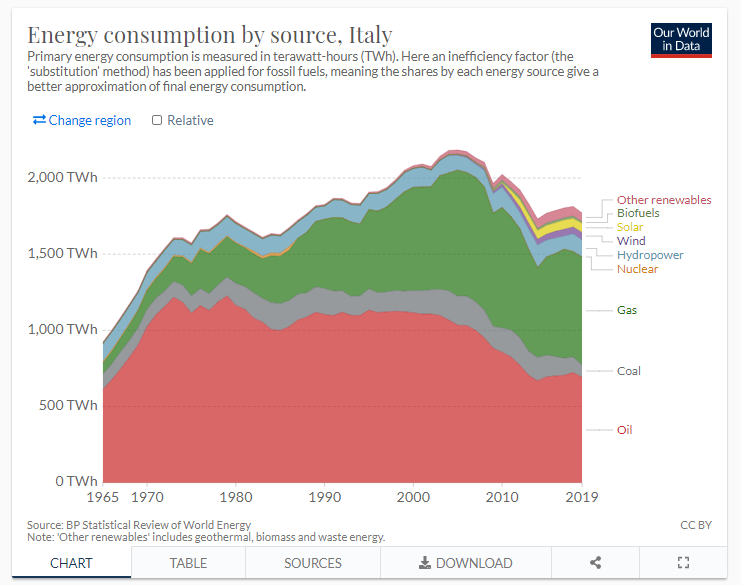 Energy consumption by source, Italy
Our World
in Data
Primary energy consumption is measured in terawatt-hours (TWh). Here an inefficiency factor (the
'substitution' method) has been applied for fossil fuels, meaning the shares by each energy source give a
better approximation of final energy consumption.
Change region
Relative
2,000 TWh
1,500 TWh
1,000 TWh
500 TWh
0 TWh
1965 1970 1980 1990 2000 2010 2019
Other renewables
Biofuels
Solar
Wind
Hydropower
Nuclear
Gas
Coal
Oil
Source: BP Statistical Review of World Energy
CC BY
Note: 'Other renewables' includes geothermal, biomass and waste energy.
CHART TABLE SOURCES DOWNLOAD